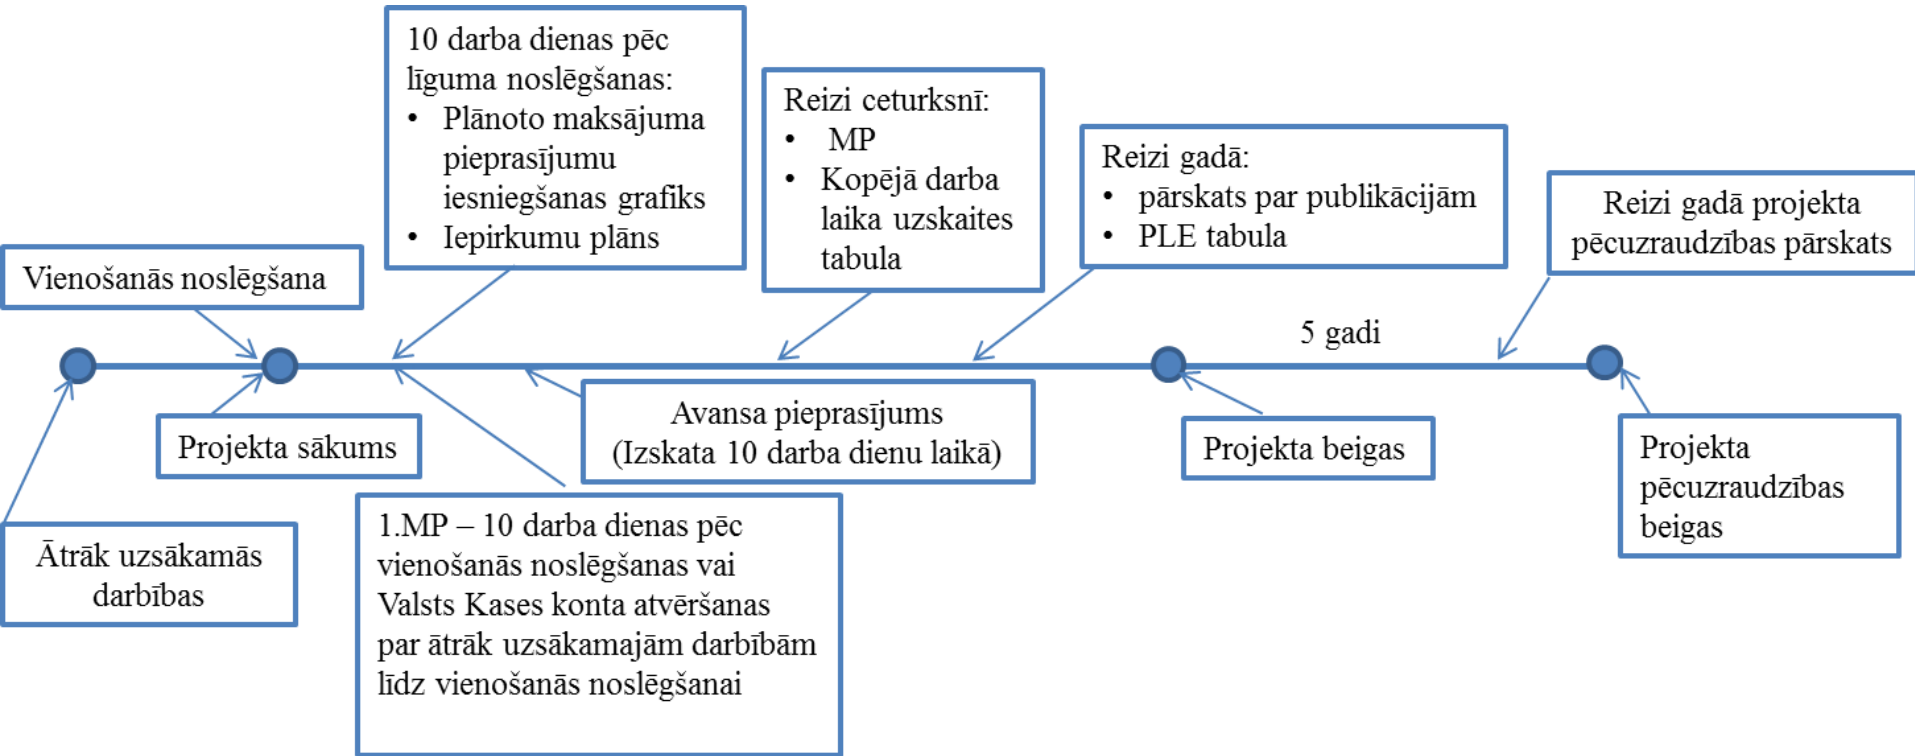 10 darba dienas pēc
līguma noslēgšanas:
• Plānoto maksājuma
pieprasījumu
iesniegšanas grafiks
• Iepirkumu plāns
Reizi ceturksnī:
• MP
• Kopējā darba
laika uzskaites
tabula
Reizi gadā:
• pārskats par publikācijām
• PLE tabula
Reizi gadā projekta
pēcuzraudzības pārskats
Vienošanās noslēgšana
5 gadi
Projekta sākums
Avansa pieprasījums
(Izskata 10 darba dienu laikā)
Projekta beigas
Projekta
pēcuzraudzības
beigas
Ātrāk uzsākamās
darbības
1.MP – 10 darba dienas pēc
vienošanās noslēgšanas vai
Valsts Kases konta atvēršanas
par ātrāk uzsākamajām darbībām
līdz vienošanās noslēgšanai